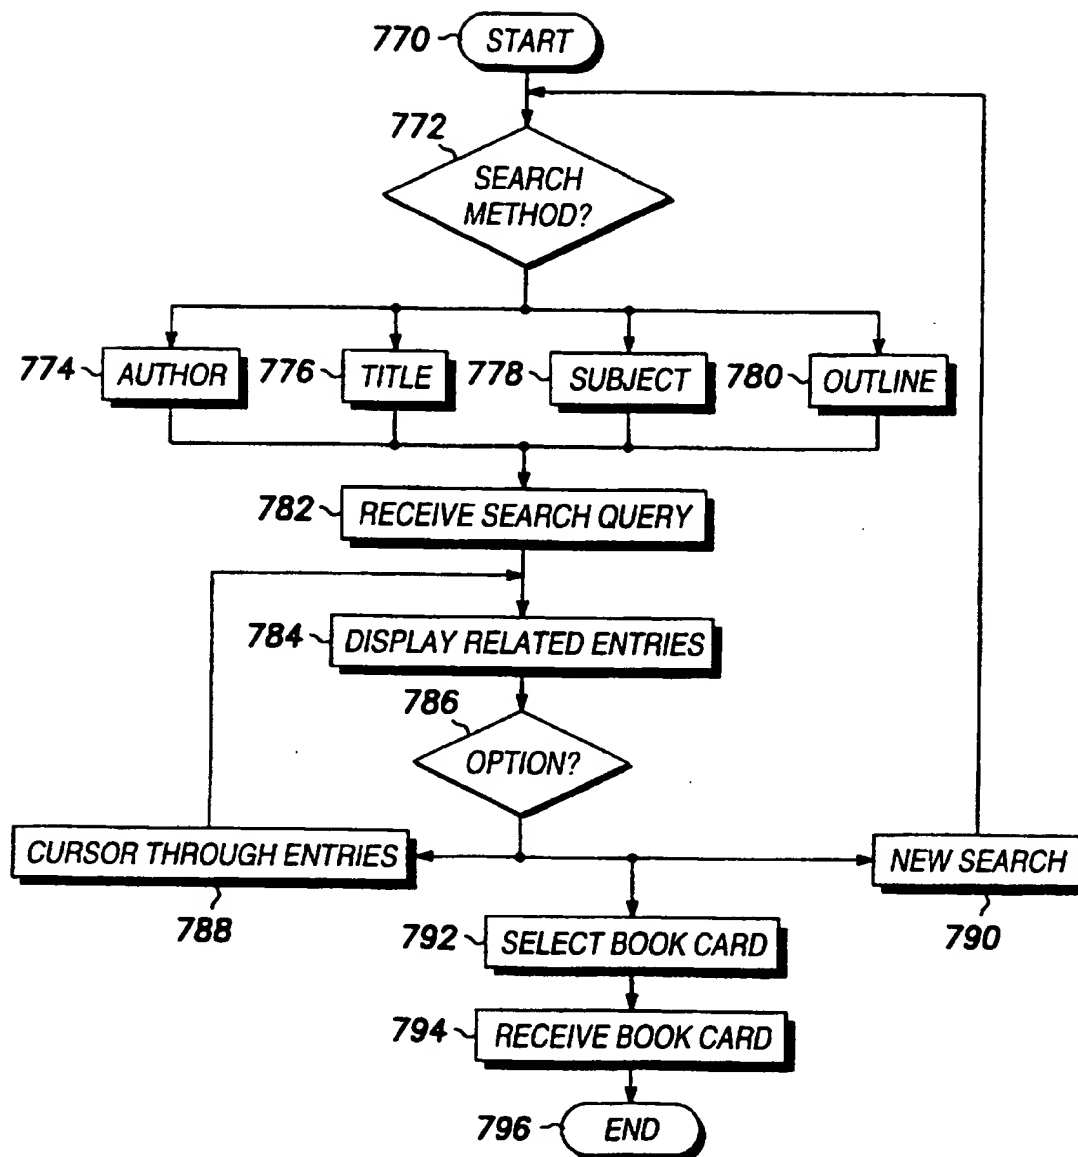 770 START
772
SEARCH
METHOD?
774 AUTHOR 776 TITLE 778 SUBJECT 780 OUTLINE
782 RECEIVE SEARCH QUERY
784 DISPLAY RELATED ENTRIES
786
OPTION?
CURSOR THROUGH ENTRIES NEW SEARCH
788 790
792 SELECT BOOK CARD
794 RECEIVE BOOK CARD
796 END